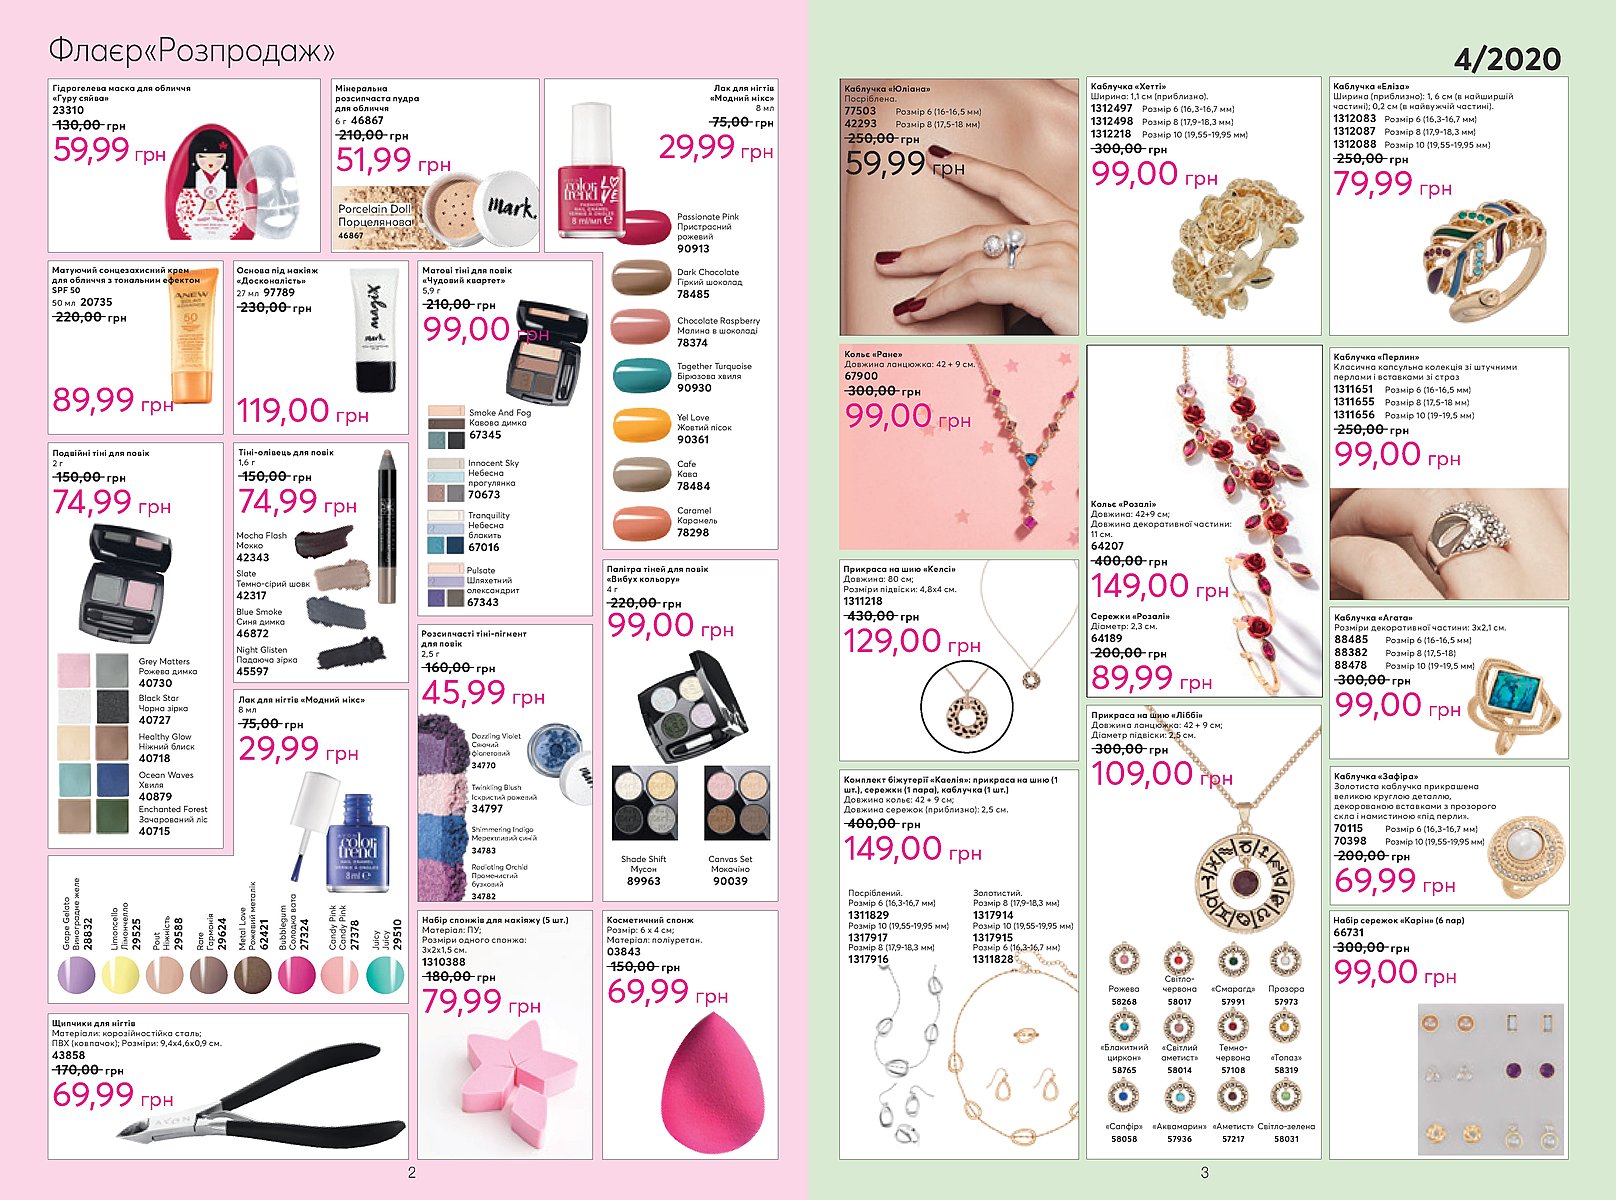 Флаєр«Розпродаж»
4/2020
Гідрогелева маска для обличчя
«Гуру сяйва»
23310
130,00 грн
59,99 грн
Мінеральна
розсипчаста пудра
для обличчя
6 г 46867
210,00 грн
51,99 грн
Porcelain Doll
Порцелянова
46867
mark.
Лак для нігтів
«Модний нікс»
8 мл
75,00 грн
29,99 грн
color
trend
LOVE
8 ml/мл e
Passionate Pink
Пристрасний
рожевий
90913
Dark Chocolate
Гіркий шоколад
78485
Chocolate Raspberry
Малина в шоколаді
78374
Together Turquoise
Бірюзова хвиля
90930
Yel Love
Жовтий пісок
90361
Cafe
Кава
78484
Caramel
Карамель
78298
Матуючий сонцезахисний крем
для обличчя з тональним ефектом
SPF 50
50 мл 20735
220,00 грн
89,99 грн
ANEW
50
Основа під макіяж
«Досконалість»
27 мл 97789
230,00 грн
119,00 грн
magix
mark.
Матові тіні для повік
«Чудовий квартет»
5,9 г
210,00 грн
99,00 грн
Smoke And Fog
Кавова димка
67345
Innocent Sky
Небесна
прогулянка
70673
Tranquility
Небесна
блакить
67016
Pulsate
Шляхетний
олександрит
67343
Подвійні тіні для повік
2 г
150,00 грн
74,99 грн
Grey Matters
Рожева димка
40730
Black Star
Чорна зірка
40727
Healthy Glow
Ніжний блиск
40718
Ocean Waves
Хвиля
40879
Enchanted Forest
Зачарований ліс
40715
Тіні-олівець для повік
1,6 г
150,00 грн
74,99 грн
Mocha Flash
Мокко
42343
Slate
Темно-сірий шовк
42317
Blue Smoke
Синя димка
46872
Night Glisten
Падаюча зірка
45597
Розсипчасті тіні-пігмент
для повік
2,5 г
160,00 грн
45,99 грн
Dazzling Violet
Сяючий
фіолетовий
34770
Twinkling Blush
Іскристий рожевий
34797
Shimmering Indigo
Мерехтливий синій
34783
Radiating Orchid
Променистий
бузковий
34782
Палітра тіней для повік
«Вибух кольору»
4 г
220,00 грн
99,00 грн
Shade Shift
Мусон
89963
Canvas Set
Мокачіно
90039
Лак для нігтів «Модний нікс»
8 мл
75,00 грн
29,99 грн
color
trend
8 ml e
Grape Gelato
Виноградне желе
28832
Limoncello
Лімончелло
29525
Pout
Ніжність
29588
Rare
Гармонія
29624
Metal Love
Рожевий металік
62421
Bubblegum
Солодка вата
27324
Candy Pink
Candy Pink
27378
Juicy
Juicy
29510
Щипчики для нігтів
Матеріали: корозійностійка сталь;
ПВХ (ковпачок); Розміри: 9,4x4,6x0,9 см.
43858
170,00 грн
69,99 грн
AVON
Набір спонжів для макіяжу (5 шт.)
Матеріал: ПУ;
Розміри одного спонжа:
3x2x1,5 см.
1310388
180,00 грн
79,99 грн
Косметичний спонж
Розмір: 6 x 4 см;
Матеріал: поліуретан.
03843
150,00 грн
69,99 грн
2
Каблучка «Юліана»
Посріблена.
77503 Розмір 6 (16-16,5 мм)
42293 Розмір 8 (17,5-18 мм)
250,00 грн
59,99 грн
Каблучка «Хетті»
Ширина: 1,1 см (приблизно).
1312497 Розмір 6 (16,3-16,7 мм)
1312498 Розмір 8 (17,9-18,3 мм)
1312218 Розмір 10 (19,55-19,95 мм)
300,00 грн
99,00 грн
Каблучка «Еліза»
Ширина (приблизно): 1, 6 см (в найширшій
частині); 0,2 см (в найвужчій частині).
1312083 Розмір 6 (16,3-16,7 мм)
1312087 Розмір 8 (17,9-18,3 мм)
1312088 Розмір 10 (19,55-19,95 мм)
250,00 грн
79,99 грн
Кольє «Ране»
Довжина ланцюжка: 42 + 9 см.
67900
300,00 грн
99,00 грн
Кольє «Розалі»
Довжина: 42+9 см;
Довжина декоративної частини:
11 см.
64207
400,00 грн
149,00 грн
Сережки «Розалі»
Діаметр: 2,3 см.
64189
200,00 грн
89,99 грн
Каблучка «Перлин»
Класична капсульна колекція зі штучними
перлами і вставками зі страз
1311651 Розмір 6 (16-16,5 мм)
1311655 Розмір 8 (17,5-18 мм)
1311656 Розмір 10 (19-19,5 мм)
250,00 грн
99,00 грн
Прикраса на шию «Келсі»
Довжина: 80 см;
Розміри підвіски: 4,8x4 см.
1311218
430,00 грн
129,00 грн
Каблучка «Агата»
Розміри декоративної частини: 3x2,1 см.
88485 Розмір 6 (16-16,5 мм)
88382 Розмір 8 (17,5-18)
88478 Розмір 10 (19-19,5 мм)
300,00 грн
99,00 грн
Комплект біжутерії «Каелія»: прикраса на шию (1
шт.), сережки (1 пара), каблучка (1 шт.)
Довжина кольє: 42 + 9 см;
Довжина сережок (приблизно): 2,5 см.
400,00 грн
149,00 грн
Посріблений.
Розмір 6 (16,3-16,7 мм)
1311829
Розмір 10 (19,55-19,95 мм)
1317917
Розмір 8 (17,9-18,3 мм)
1317916
Золотистий.
Розмір 8 (17,9-18,3 мм)
1317914
Розмір 10 (19,55-19,95 мм)
1317915
Розмір 6 (16,3-16,7 мм)
1311828
Прикраса на шию «Ліббі»
Довжина ланцюжка: 42 + 9 см;
Діаметр підвіски: 2,5 см.
300,00 грн
109,00 грн
Рожева
58268
Світло-
червона
58017
«Смарагд»
57991
Прозора
57973
«Блакитний
циркон»
58765
«Світлий
аметист»
58014
Темно-
червона
57108
«Топаз»
58319
«Сапфір»
58058
«Аквамарин»
57936
«Аметист»
57217
Світло-зелена
58031
Каблучка «Зафіра»
Золотиста каблучка прикрашена
великою круглою деталлю,
декорованою вставками з прозорого
скла і намистиною «під перли».
70115 Розмір 6 (16,3-16,7 мм)
70398 Розмір 10 (19,55-19,95 мм)
200,00 грн
69,99 грн
Набір сережок «Карін» (6 пар)
66731
300,00 грн
99,00 грн
3